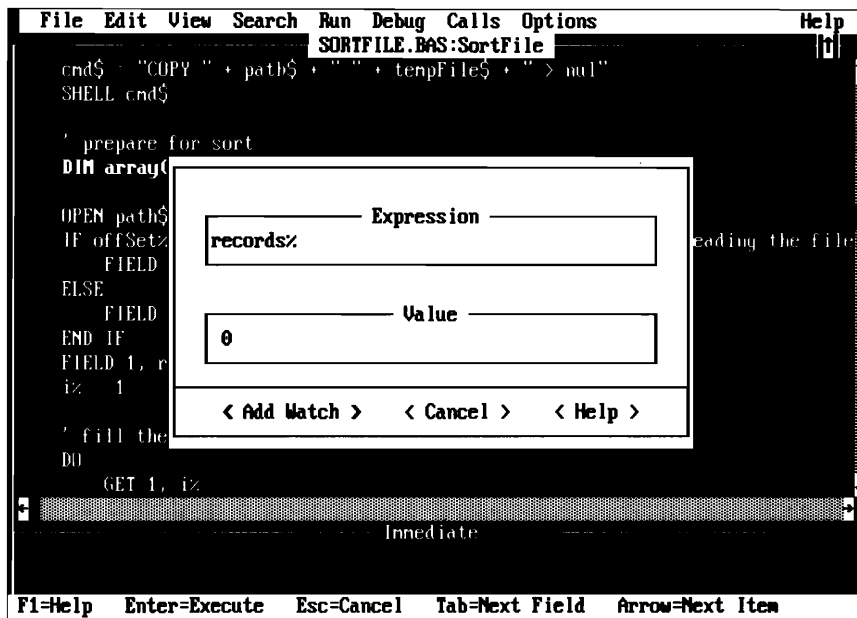 File Edit View Search Run Debug Calls Options Help
SORTFILE.BAS:SortFile
cmd$ = "COPY " + path$ + " " + tempFile$ + " > nul"
SHELL cmd$
' prepare for sort
DIM array(
OPEN path$
IF offSet% eading the file
FIELD
ELSE
FIELD
END IF
FIELD 1, r
i% 1
' fill the
DO
GET 1, i%
Expression
records%
Value
0
< Add Watch > < Cancel > < Help >
Immediate
F1=Help Enter=Execute Esc=Cancel Tab=Next Field Arrow=Next Item